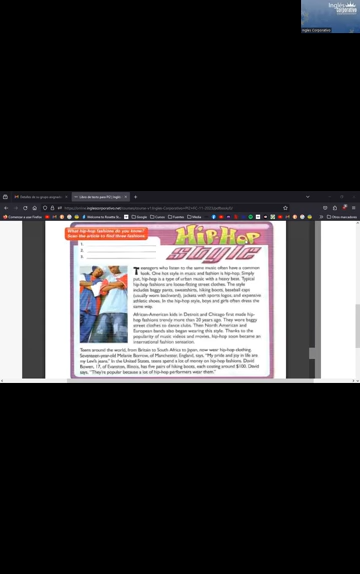 Inglés
Corporativo
Inglés Corporativo
What hip-hop fashions do you know?
Scan the article to find three fashions.
HIP HOP
style
1.
2.
3.
Teenagers who listen to the same music often have a common
look. One hot style in music and fashion is hip-hop. Simply
put, hip-hop is a type of urban music with a heavy beat. Typical
hip-hop fashions are loose-fitting street clothes. The style
includes baggy pants, sweatshirts, hiking boots, baseball caps
(usually worn backward), jackets with sports logos, and expensive
athletic shoes. In the hip-hop style, boys and girls often dress the
same way.
African-American kids in Detroit and Chicago first made hip-
hop fashions trendy more than 20 years ago. They wore baggy
street clothes to dance clubs. Then North American and
European bands also began wearing this style. Thanks to the
popularity of music videos and movies, hip-hop soon became an
international fashion sensation.
Teens around the world, from Britain to South Africa to Japan, now wear hip-hop clothing.
Seventeen-year-old Melanie Borrow, of Manchester, England, says, "My pride and joy in life are
my Levi's jeans." In the United States, teens spend a lot of money on hip-hop fashions. David
Bowen, 17, of Evanston, Illinois, has five pairs of hiking boots, each costing around $100. David
says, "They're popular because a lot of hip-hop performers wear them."